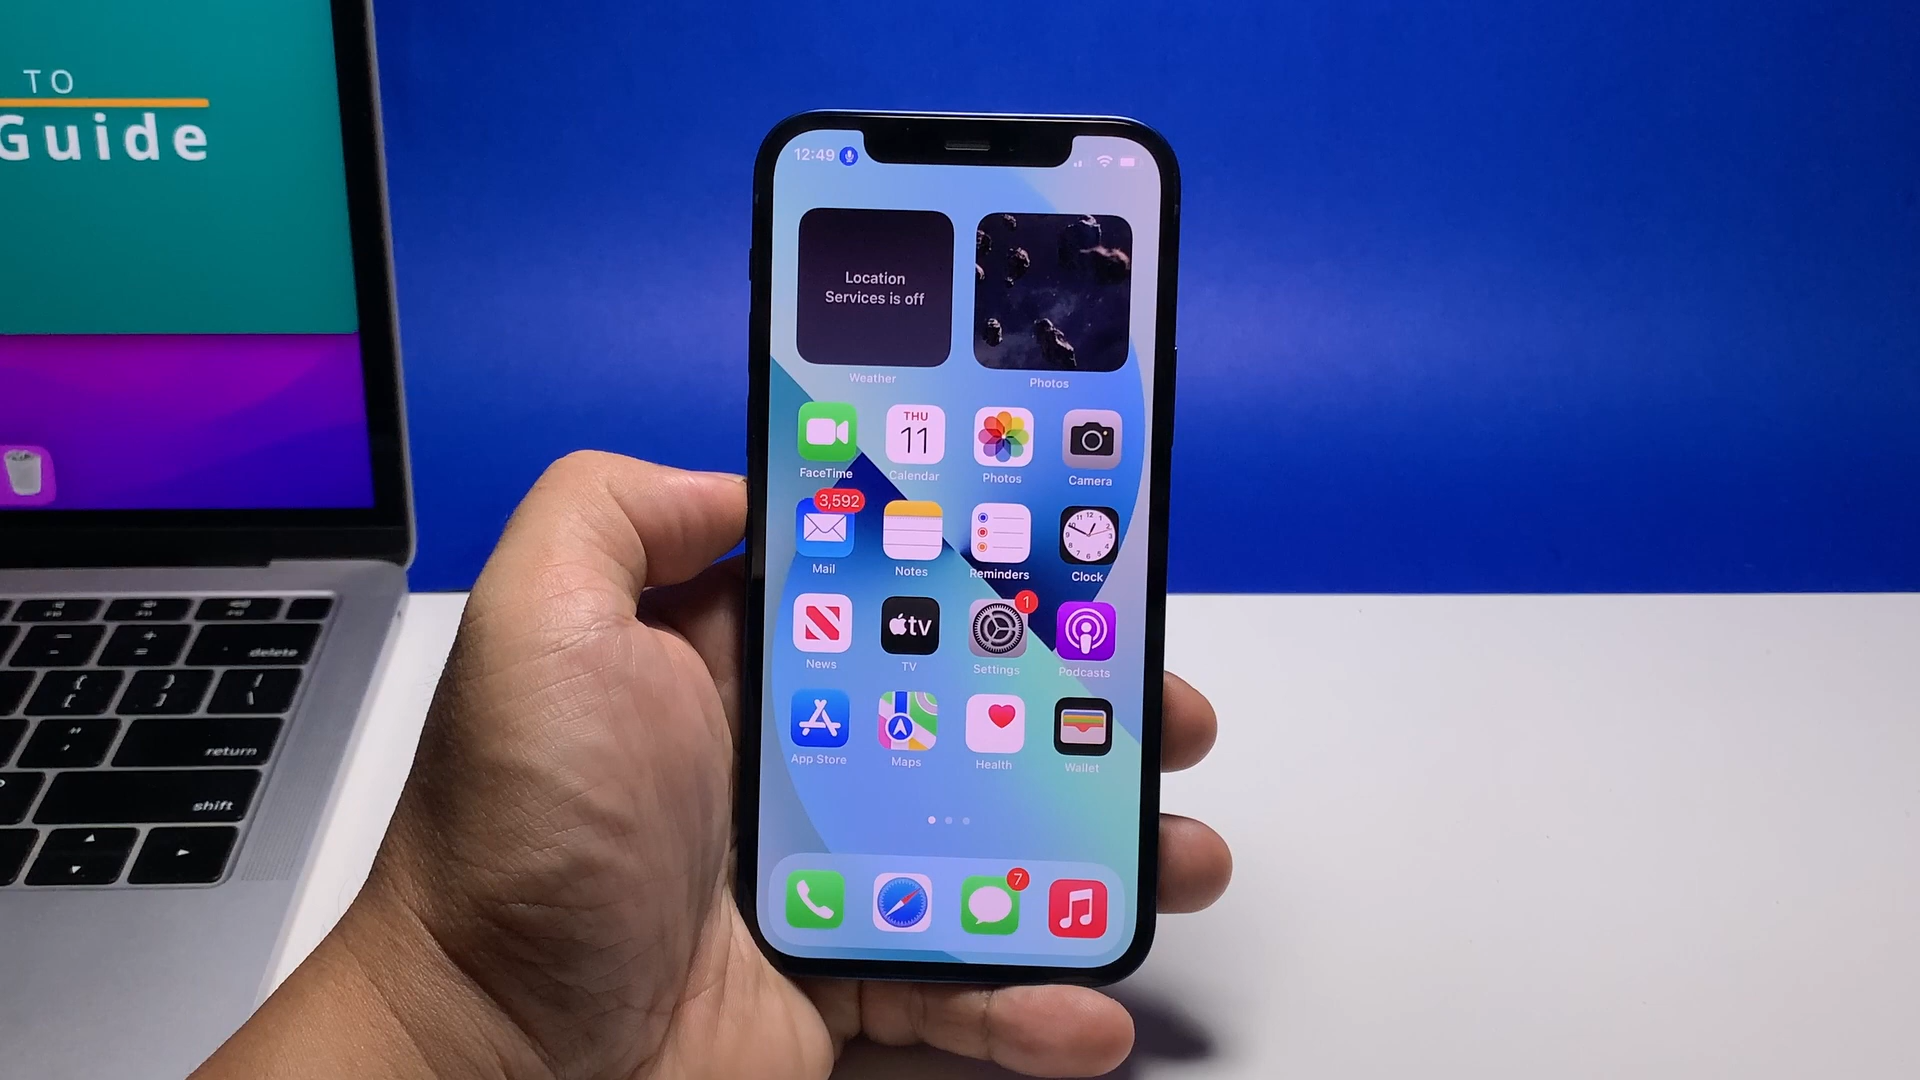 TO
Guide
delete
return
shift
12:49
Location
Services is off
Weather
Photos
THU
11
FaceTime
Calendar
Photos
Camera
3,592
Mail
Notes
Reminders
Clock
1
tv
News
TV
Settings
Podcasts
App Store
Maps
Health
Wallet
7